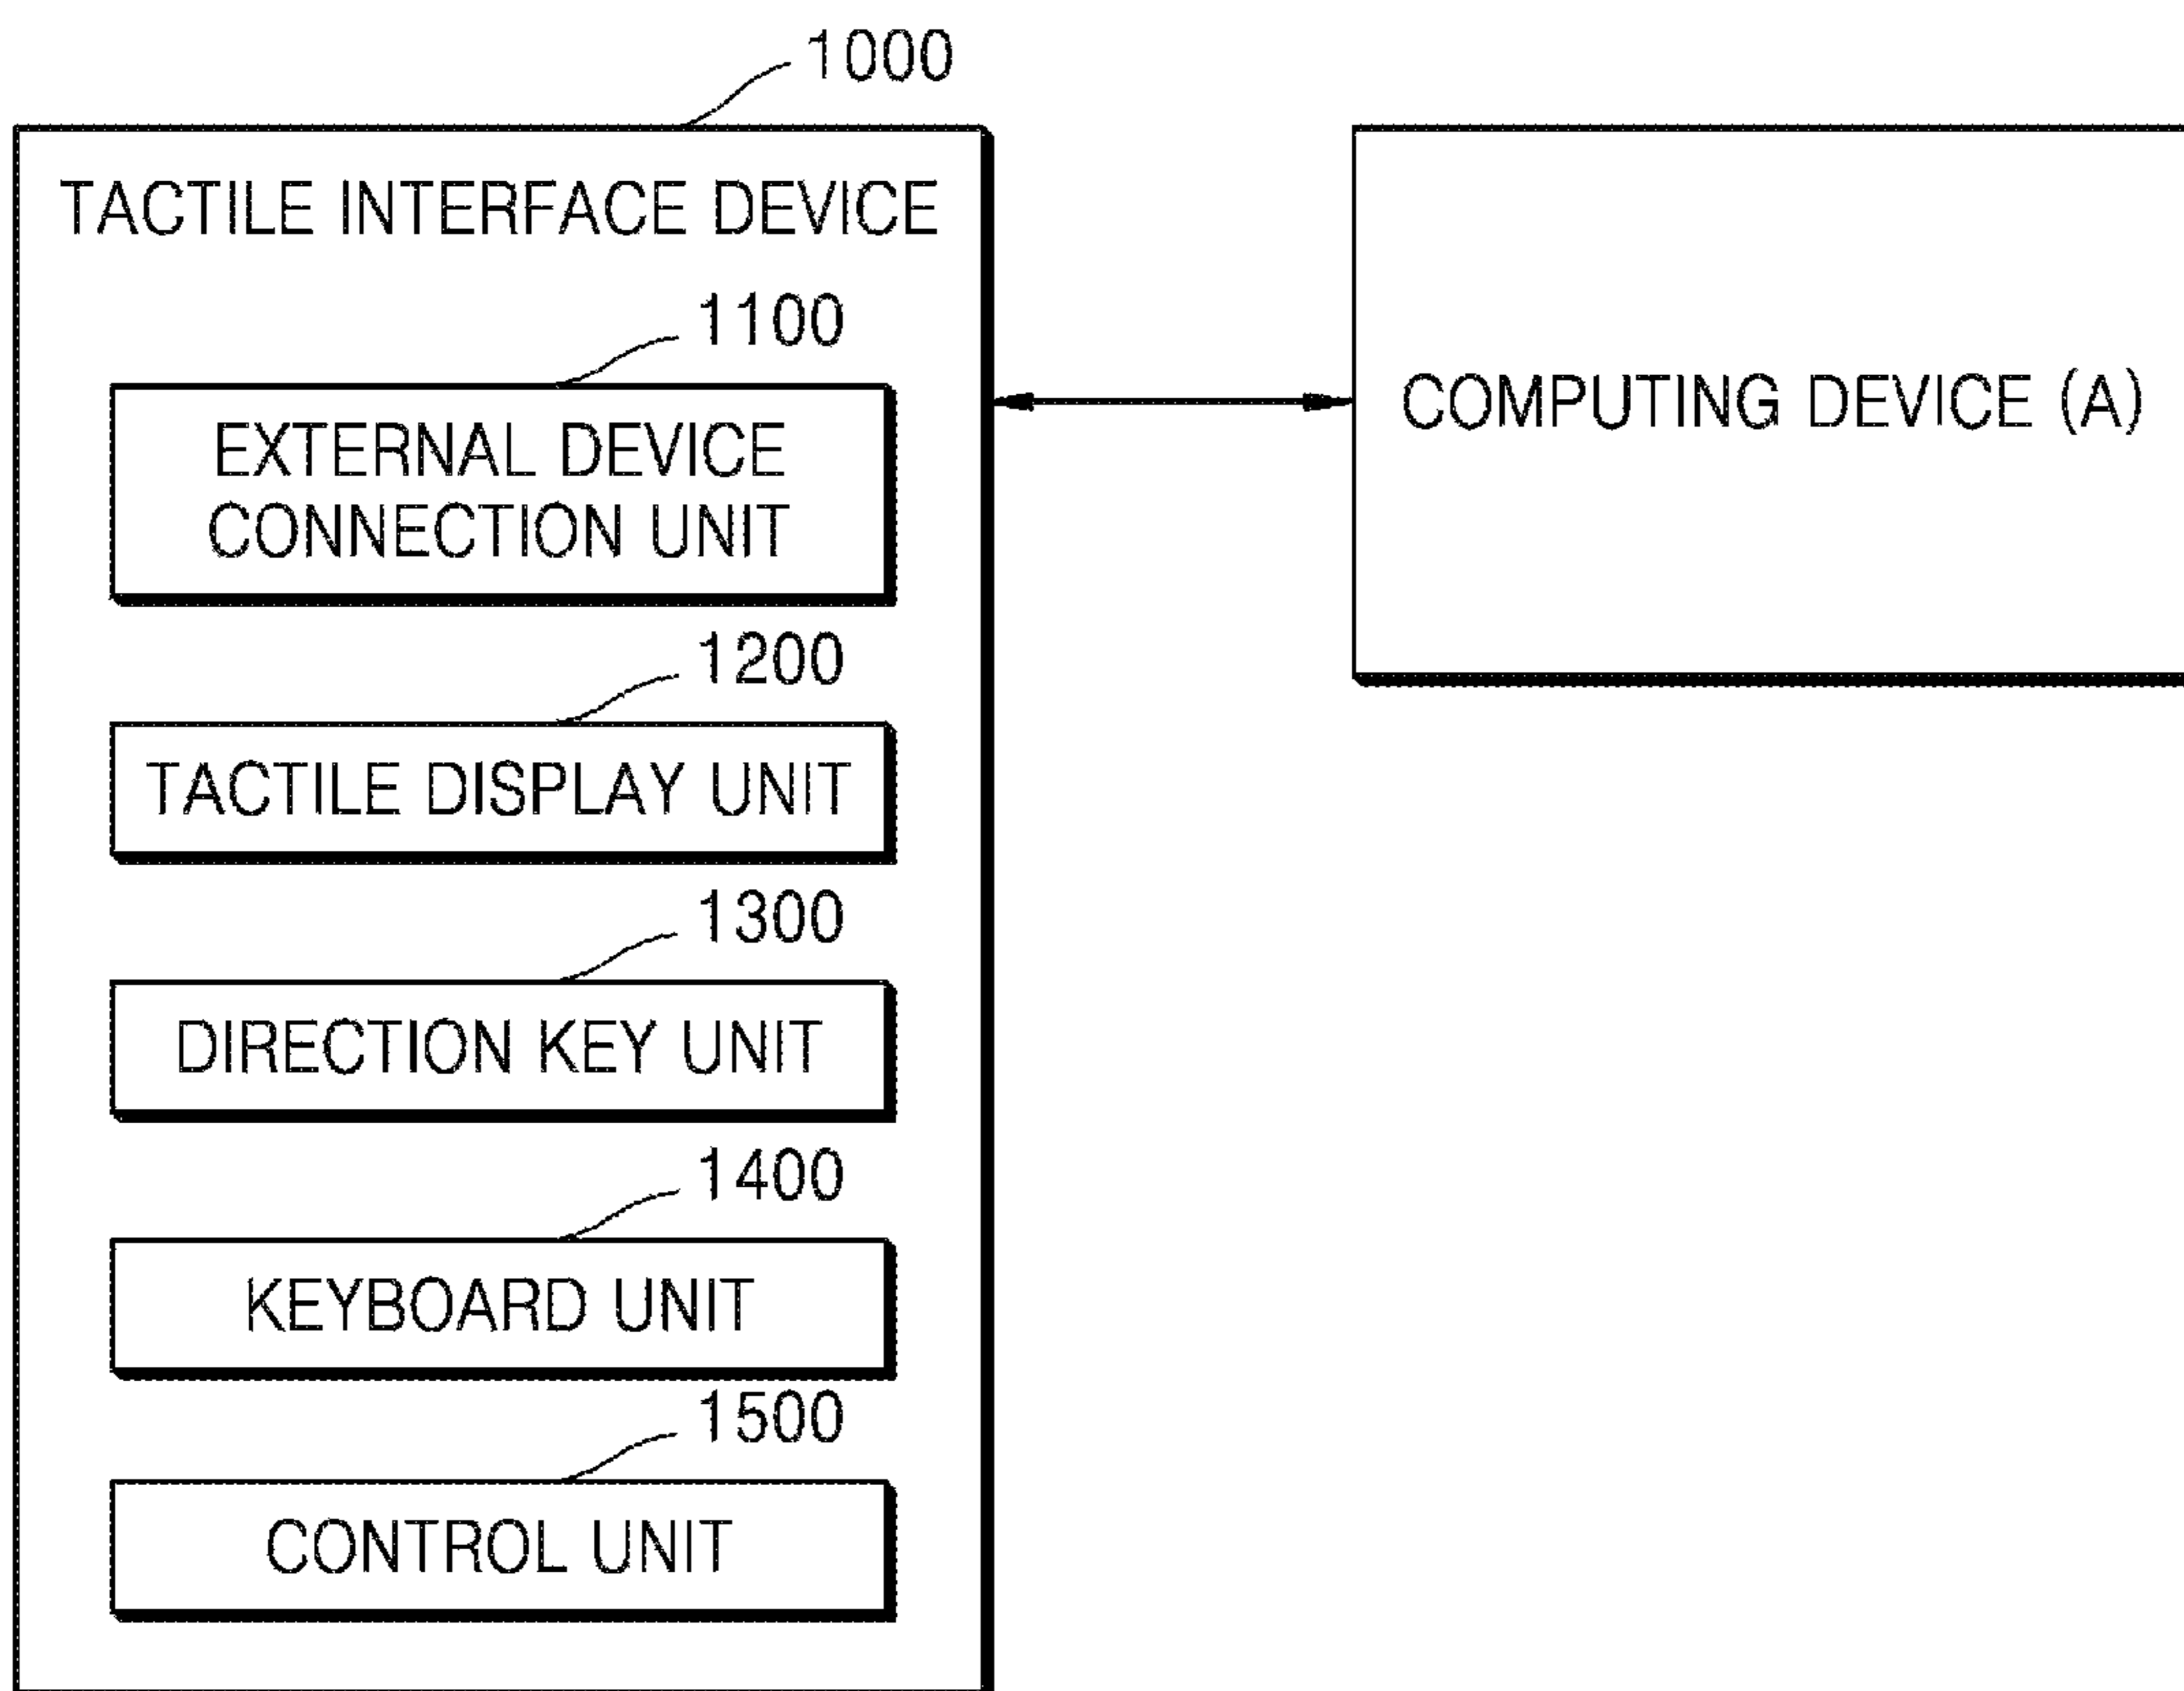 1000
TACTILE INTERFACE DEVICE
1100
EXTERNAL DEVICE
CONNECTION UNIT
COMPUTING DEVICE (A)
1200
TACTILE DISPLAY UNIT
1300
DIRECTION KEY UNIT
1400
KEYBOARD UNIT
1500
CONTROL UNIT